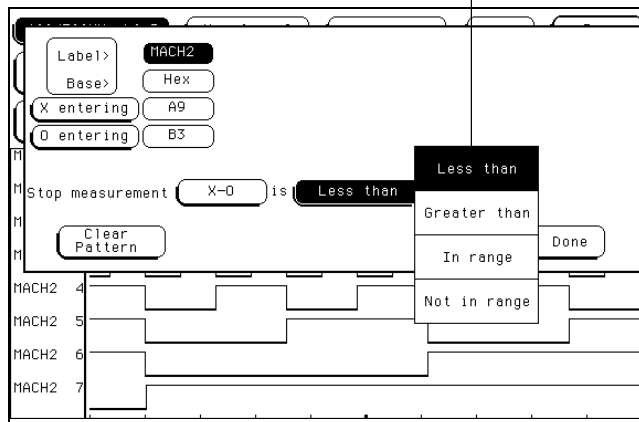 Label> MACH2
Base> Hex
X entering A9
O entering B3
Stop measurement X-O is Less than
Less than
Greater than
In range
Not in range
Clear
Pattern
Done
MACH2 4
MACH2 5
MACH2 6
MACH2 7